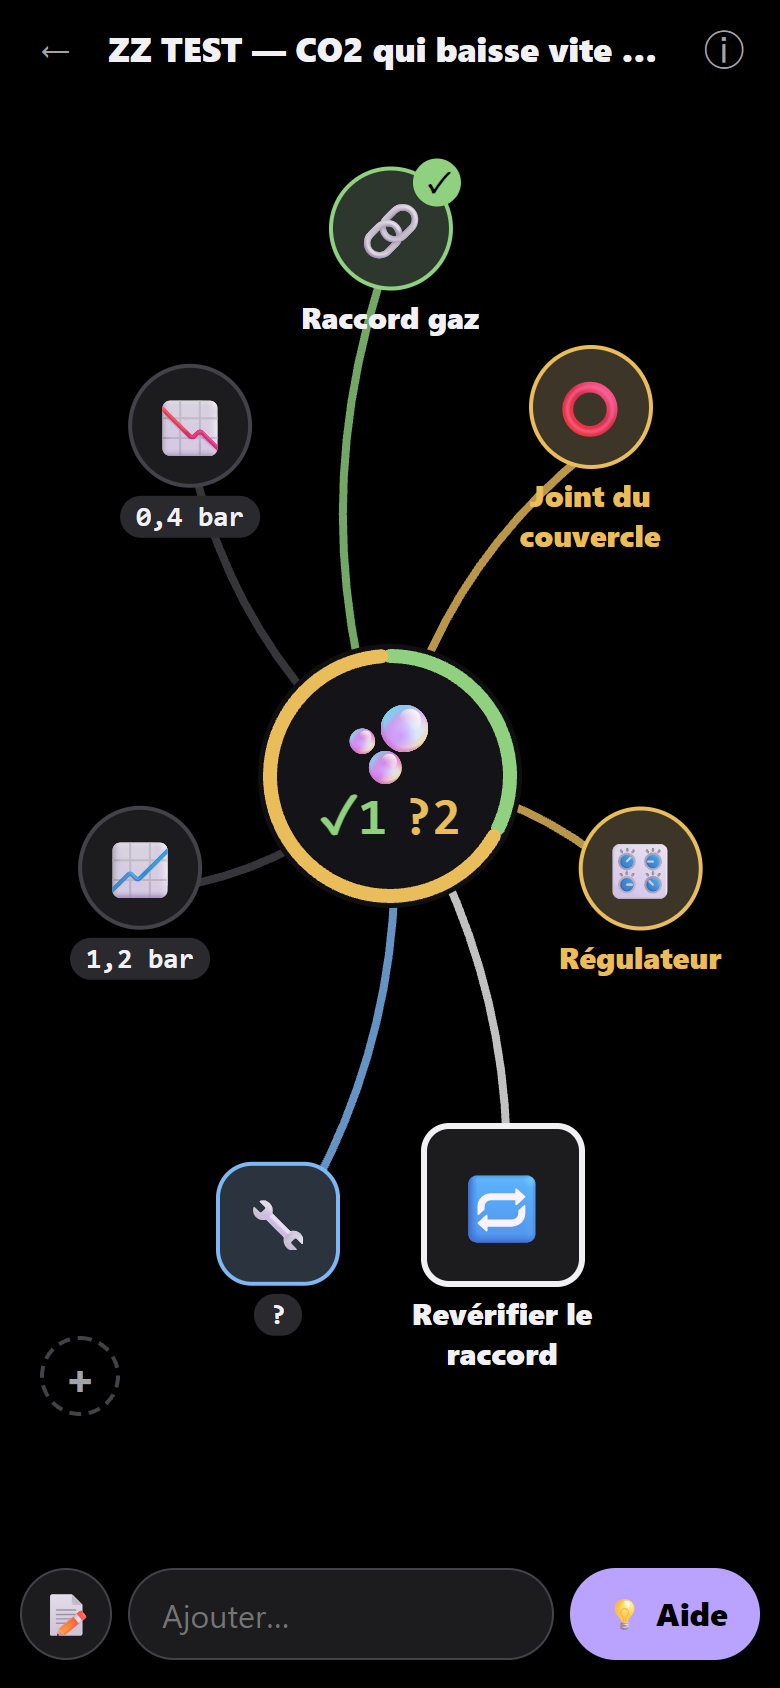 ← ZZ TEST — CO2 qui baisse vite ... ⓘ
✓
Raccord gaz
0,4 bar
Joint du
couvercle
✓1 ?2
1,2 bar
Régulateur
?
Revérifier le
raccord
+
Ajouter...
Aide